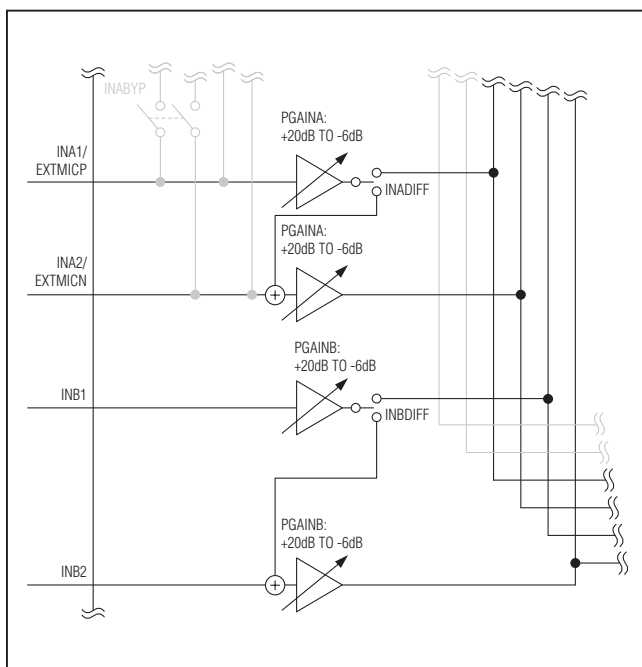 INABYP
PGAINA:
+20dB TO -6dB
INA1/
EXTMICP
INADIFF
PGAINA:
+20dB TO -6dB
INA2/
EXTMICN
+
PGAINB:
+20dB TO -6dB
INB1
INBDIFF
PGAINB:
+20dB TO -6dB
INB2
+